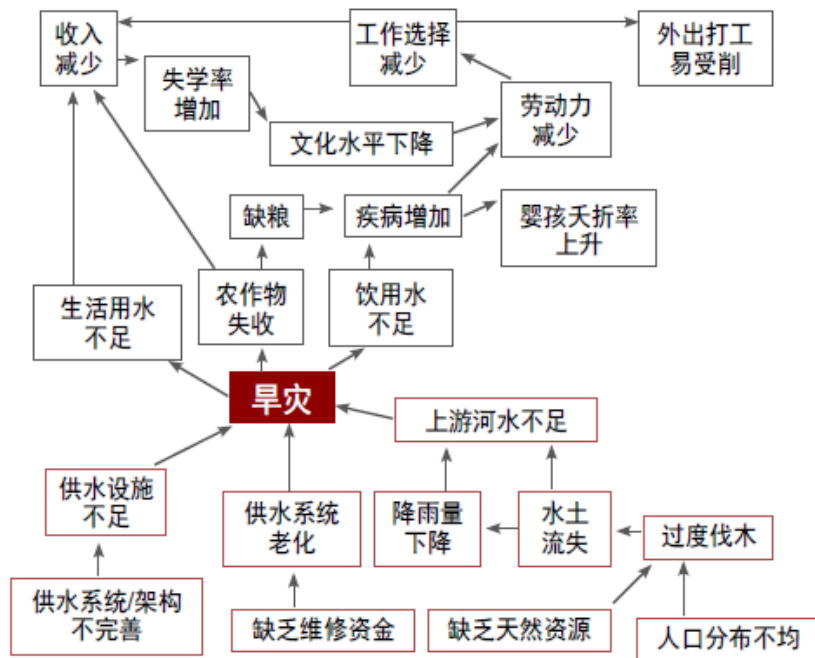 收入
减少
工作选择
减少
外出打工
易受削
失学率
增加
劳动力
减少
文化水平下降
缺粮
疾病增加
婴孩夭折率
上升
生活用水
不足
农作物
失收
饮用水
不足
旱灾
上游河水不足
供水设施
不足
供水系统
老化
降雨量
下降
水土
流失
过度伐木
供水系统/架构
不完善
缺乏维修资金
缺乏天然资源
人口分布不均